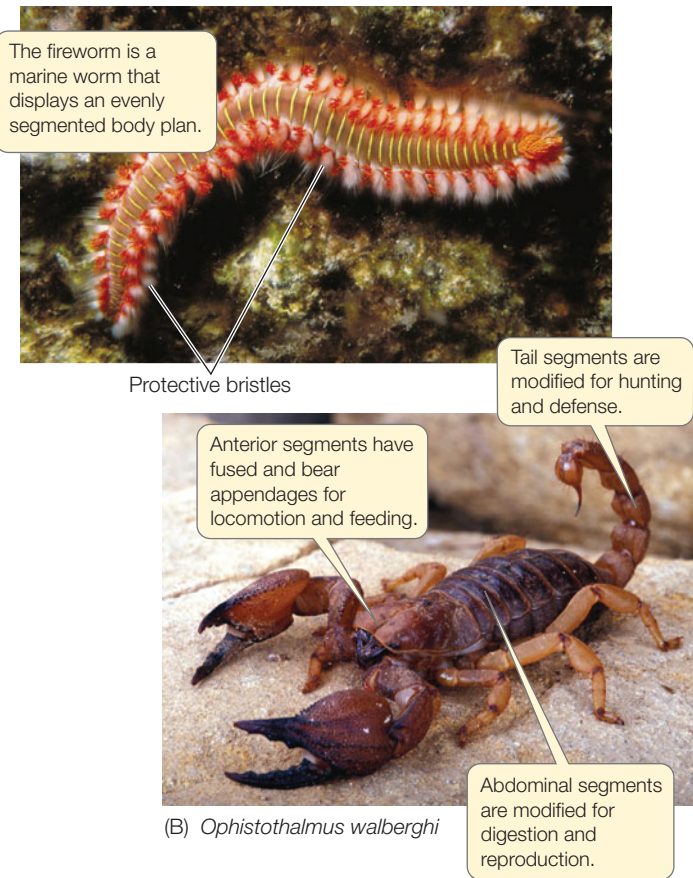 The fireworm is a
marine worm that
displays an evenly
segmented body plan.
Protective bristles
Tail segments are
modified for hunting
and defense.
Anterior segments have
fused and bear
appendages for
locomotion and feeding.
Abdominal segments
are modified for
digestion and
reproduction.
(B) Ophistothalmus walberghi